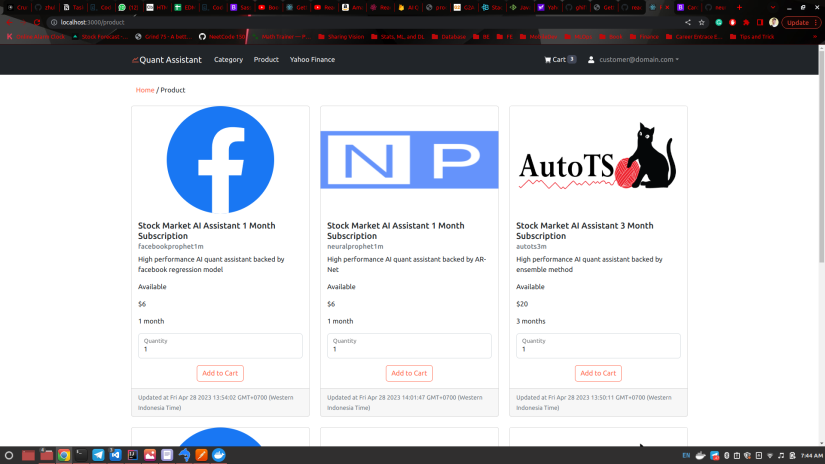 localhost:3000/product
Update
Stock Forecast
Grind 75 - A bett...
NeetCode 150
Math Trainer — P...
Sharing Vision
Stats, ML, and DL
Database
BE
FE
Finance
Tips and Trick
Quant Assistant
Category
Product
Yahoo Finance
Cart 3
customer@domain.com
Home / Product
N P
AutoTS
Stock Market AI Assistant 1 Month
Subscription
facebookprophet1m
High performance AI quant assistant backed by
facebook regression model
Available
$6
1 month
Quantity
1
Add to Cart
Updated at Fri Apr 28 2023 13:54:02 GMT+0700 (Western
Indonesia Time)
Stock Market AI Assistant 1 Month
Subscription
neuralprophet1m
High performance AI quant assistant backed by AR-
Net
Available
$6
1 month
Quantity
1
Add to Cart
Updated at Fri Apr 28 2023 14:01:47 GMT+0700 (Western
Indonesia Time)
Stock Market AI Assistant 3 Month
Subscription
autots3m
High performance AI quant assistant backed by
ensemble method
Available
$20
3 months
Quantity
1
Add to Cart
Updated at Fri Apr 28 2023 13:50:11 GMT+0700 (Western
Indonesia Time)
EN
7:44 AM